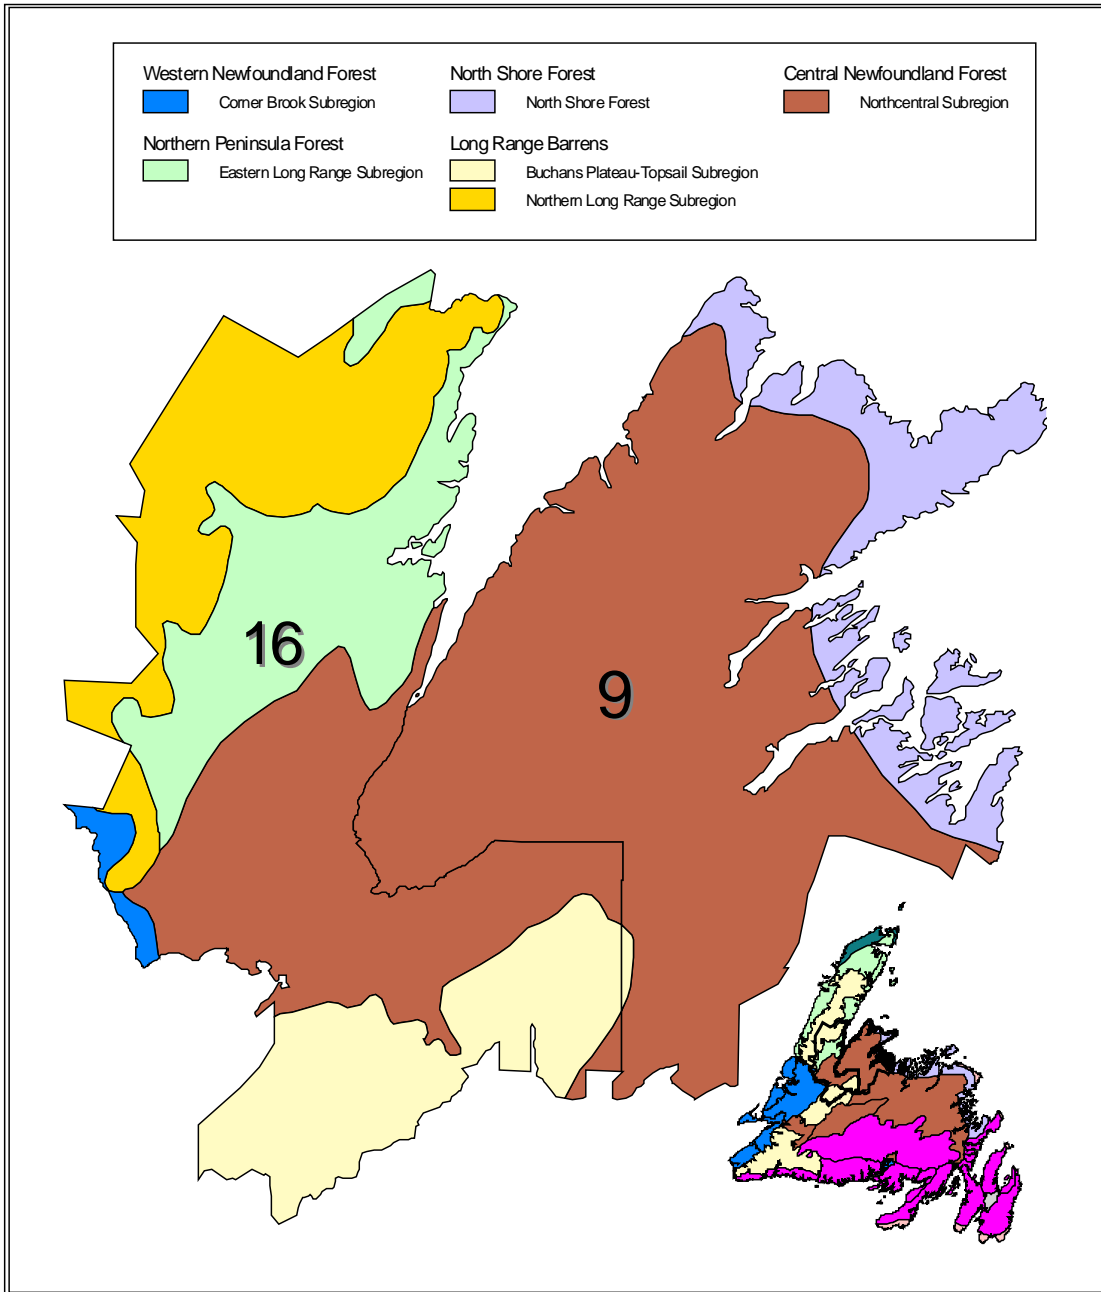 Western Newfoundland Forest
Corner Brook Subregion
Northern Peninsula Forest
Eastern Long Range Subregion
North Shore Forest
North Shore Forest
Long Range Barrens
Buchans Plateau-Topsail Subregion
Northern Long Range Subregion
Central Newfoundland Forest
Northcentral Subregion
16
9